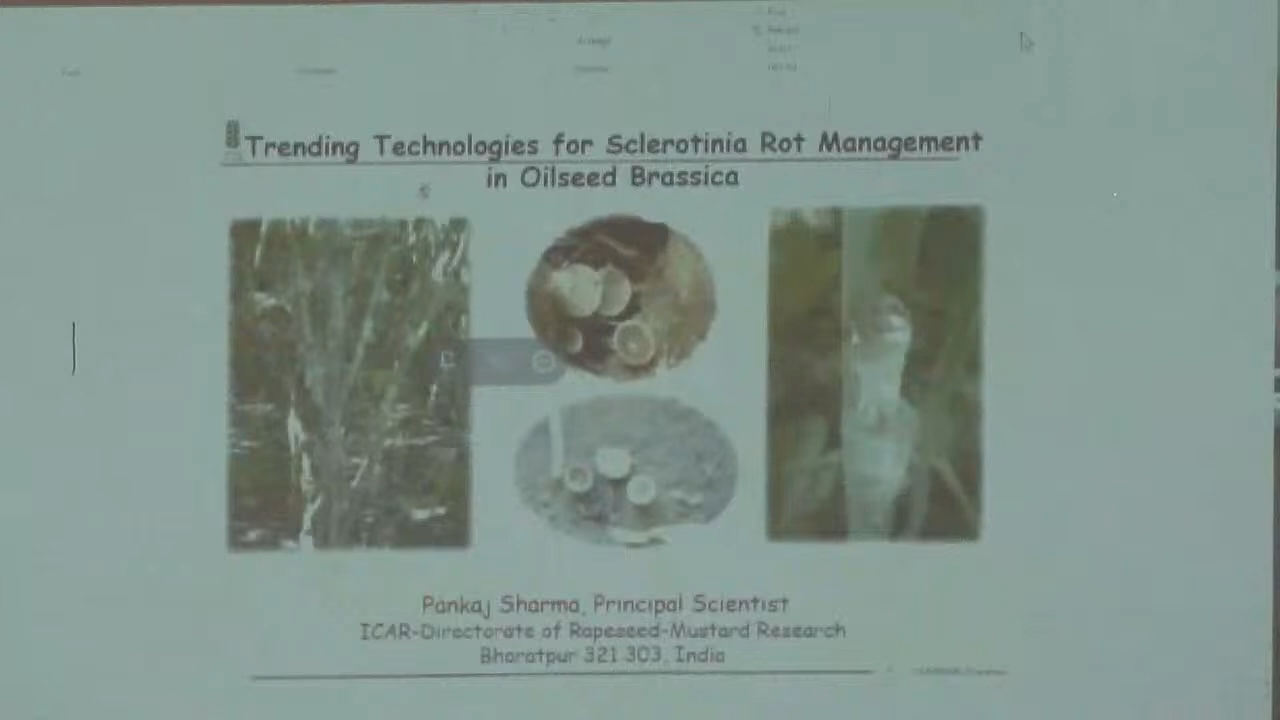 Trending Technologies for Sclerotinia Rot Management
in Oilseed Brassica
Pankaj Sharma, Principal Scientist
ICAR-Directorate of Rapeseed-Mustard Research
Bharatpur 321 303, India